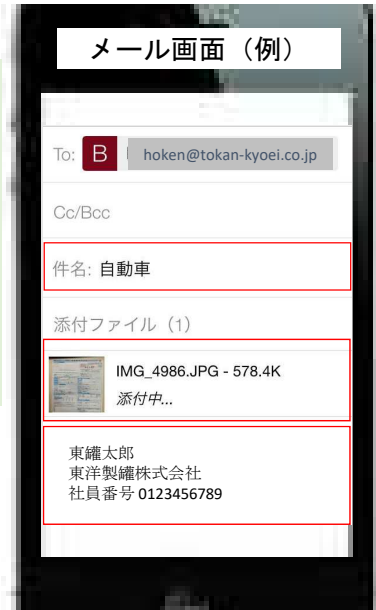 メール画面（例）
To: B hoken@tokan-kyoei.co.jp
Cc/Bcc
件名: 自動車
添付ファイル (1)
IMG_4986.JPG - 578.4K
添付中...
東罐太郎
東洋製罐株式会社
社員番号 0123456789